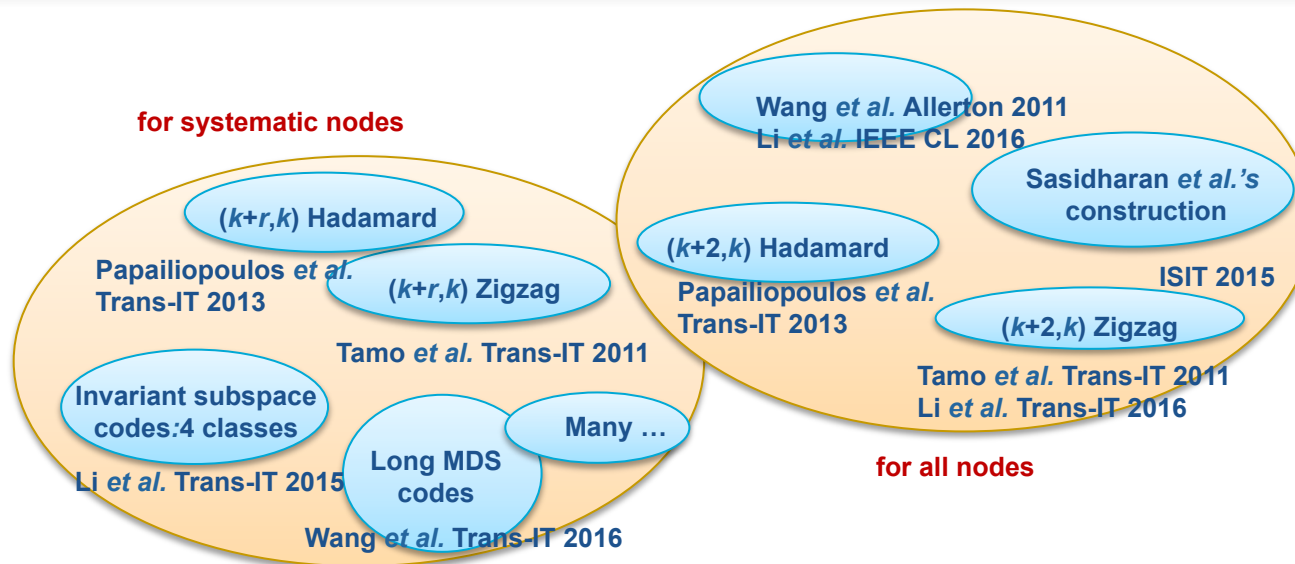 for systematic nodes
(k+r,k) Hadamard
Papailiopoulos et al.
Trans-IT 2013
(k+r,k) Zigzag
Tamo et al. Trans-IT 2011
Invariant subspace
codes:4 classes
Li et al. Trans-IT 2015
Long MDS
codes
Many …
Wang et al. Trans-IT 2016
Wang et al. Allerton 2011
Li et al. IEEE CL 2016
Sasidharan et al.'s
construction
ISIT 2015
(k+2,k) Hadamard
Papailiopoulos et al.
Trans-IT 2013
(k+2,k) Zigzag
Tamo et al. Trans-IT 2011
Li et al. Trans-IT 2016
for all nodes